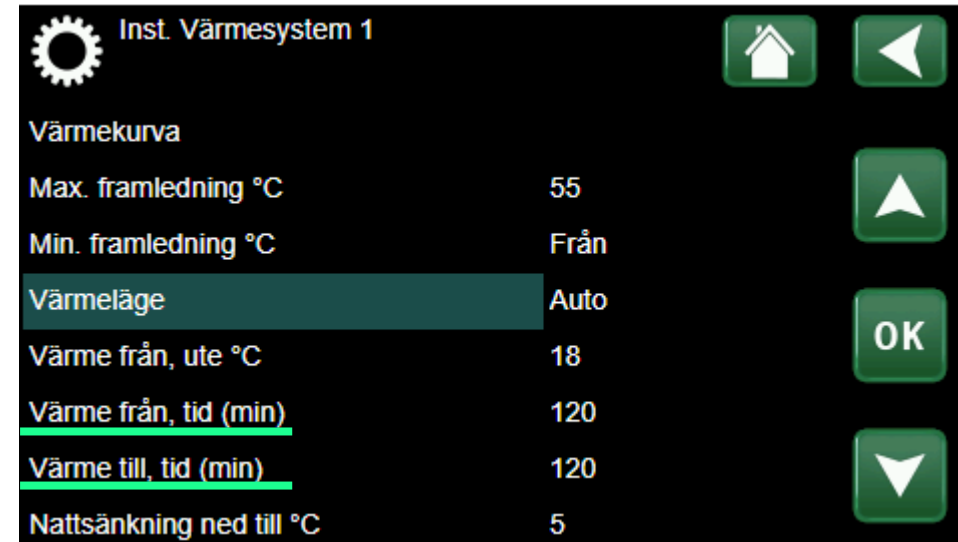 Inst. Värmesystem 1
Värmekurva
Max. framledning °C 55
Min. framledning °C Från
Värmeläge Auto
OK
Värme från, ute °C 18
Värme från, tid (min) 120
Värme till, tid (min) 120
Nattsänkning ned till °C 5